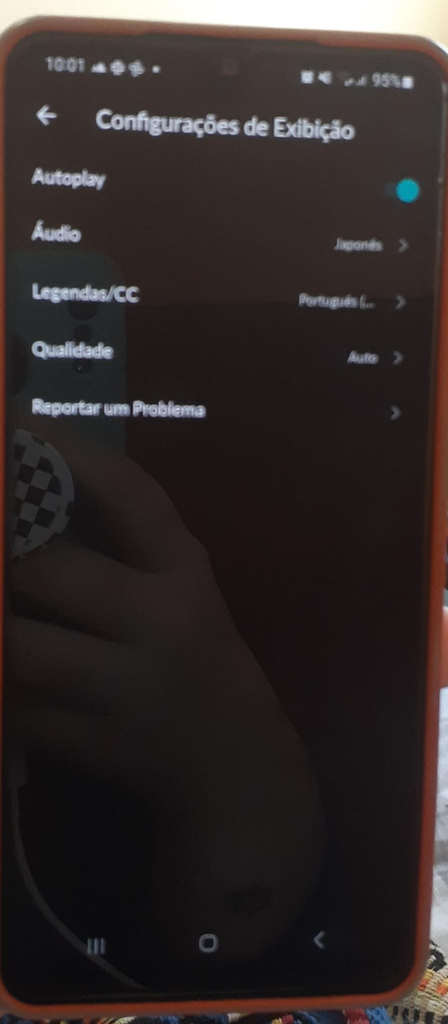 10:01 95%
Configurações de Exibição
Autoplay
Áudio Japonês
Legendas/CC Português (...
Qualidade Auto
Reportar um Problema